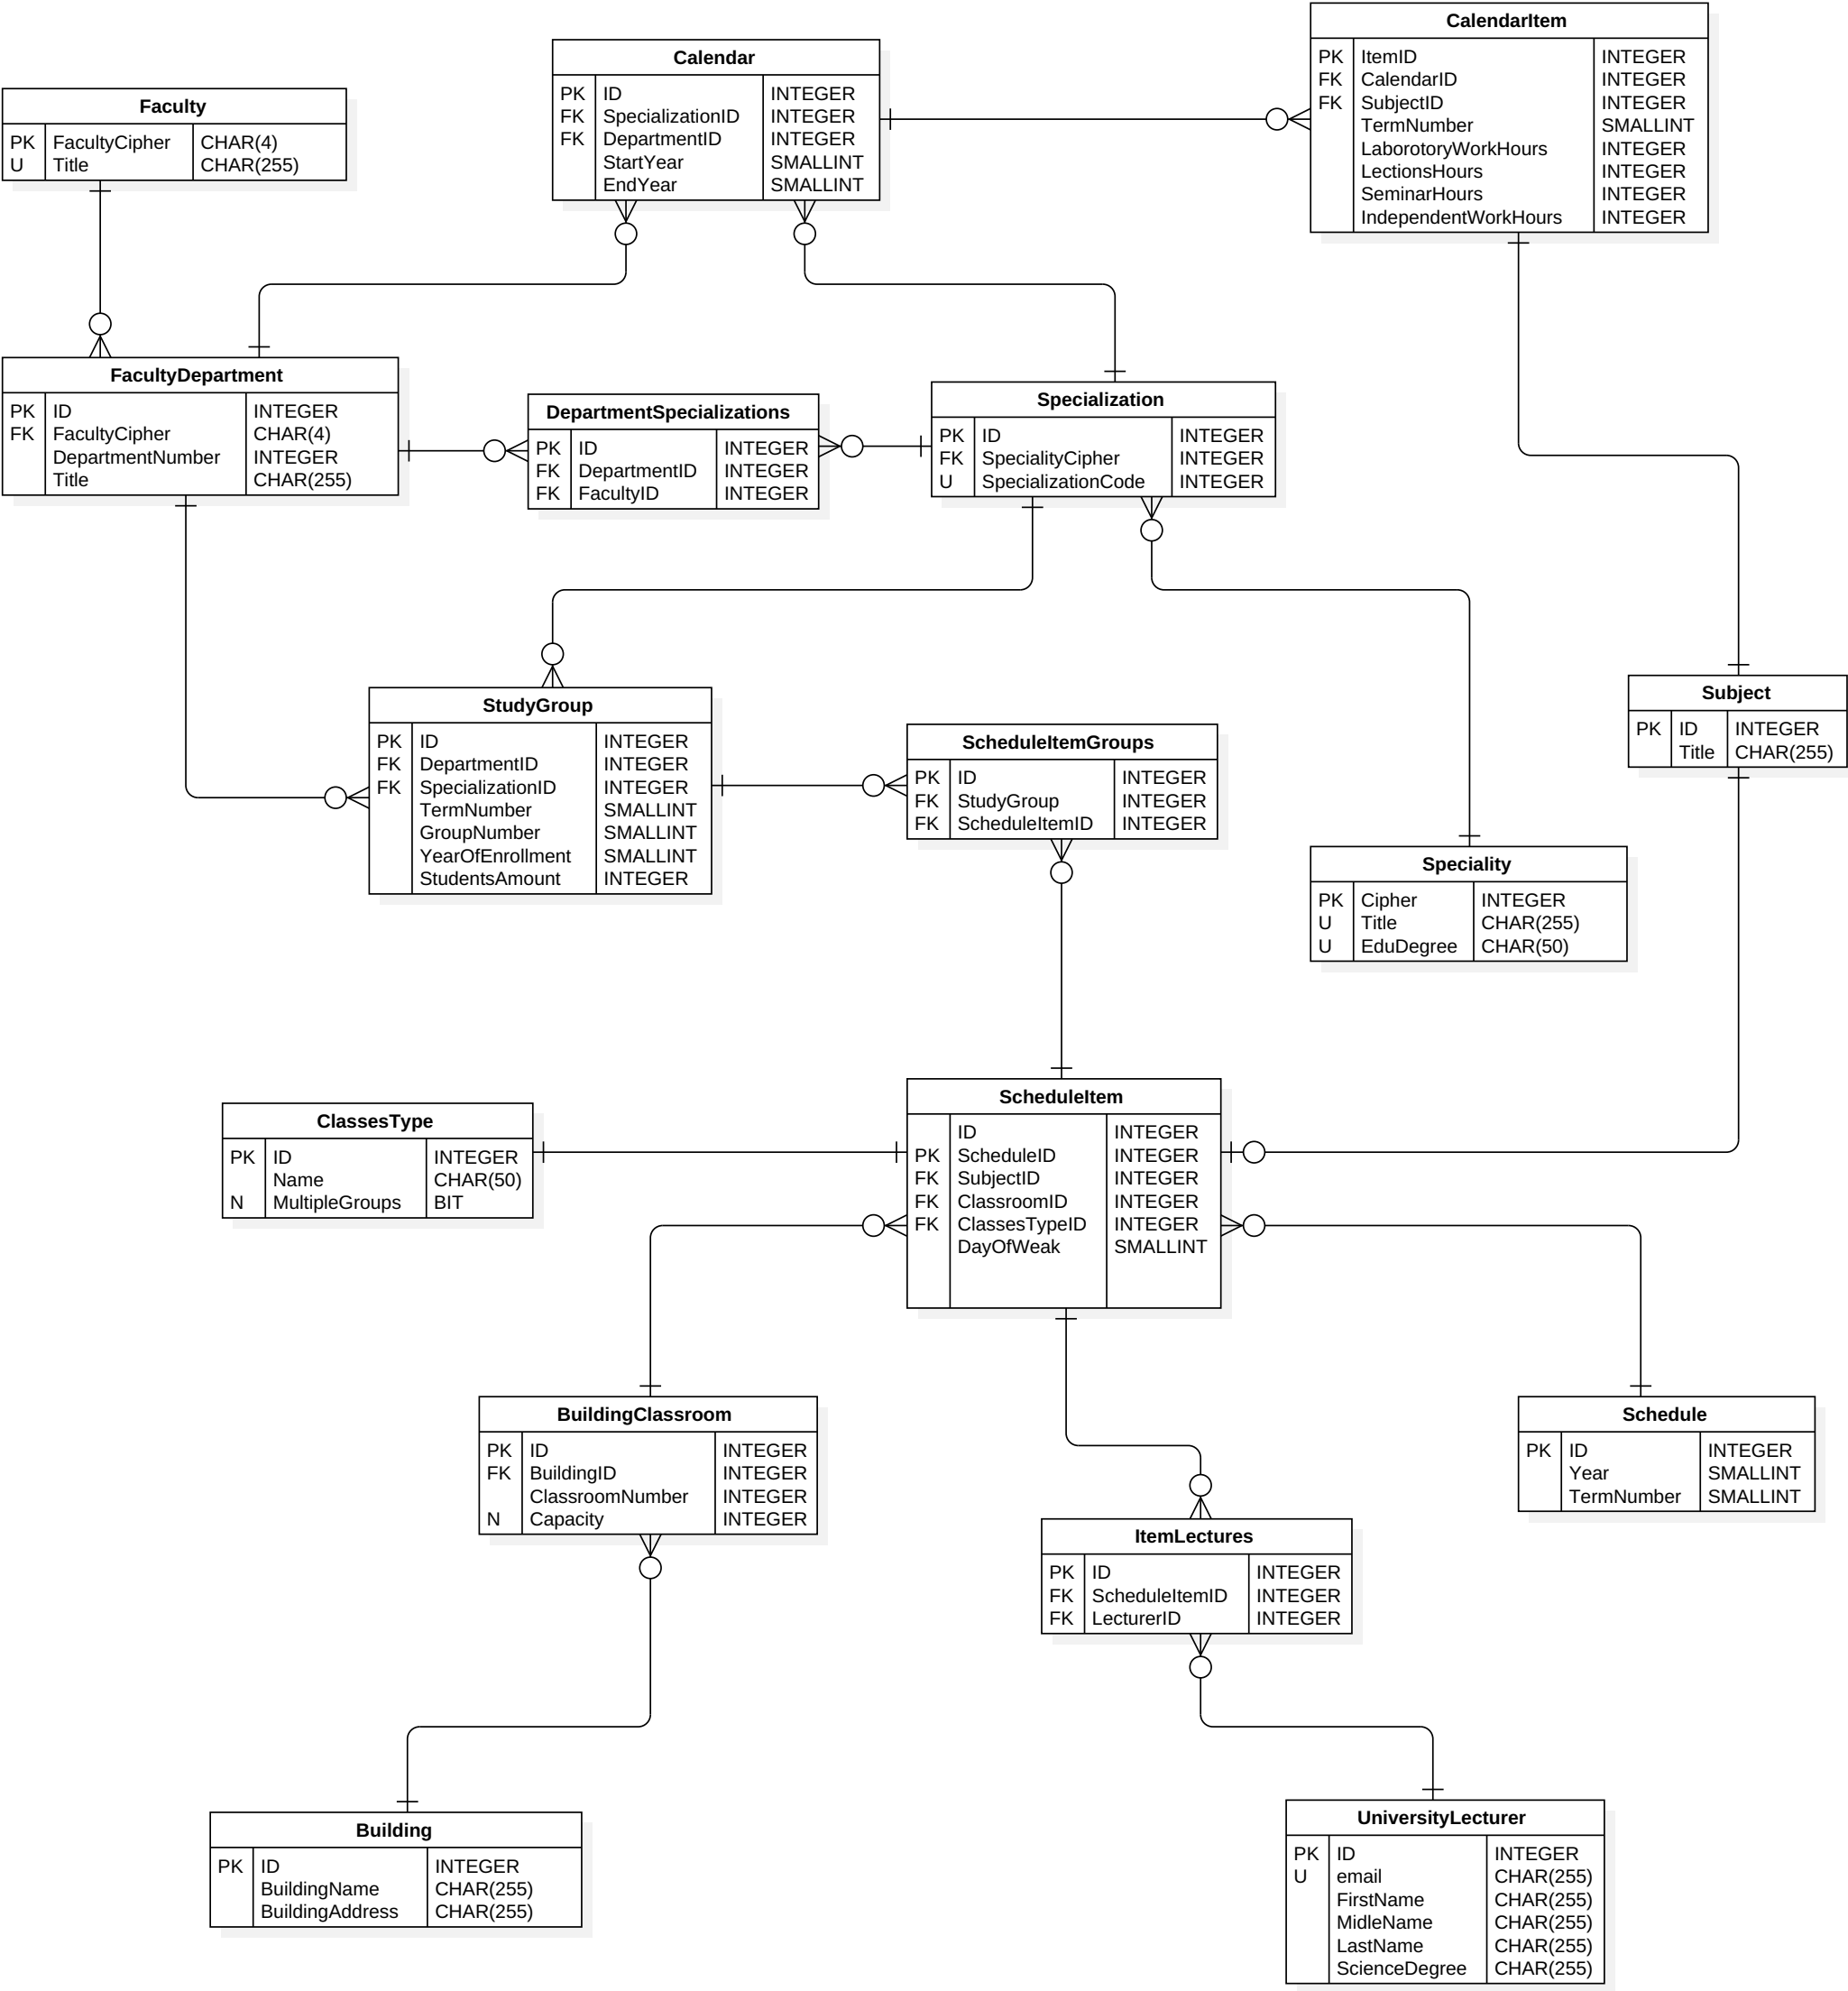 CalendarItem
PK ItemID INTEGER
FK CalendarID INTEGER
FK SubjectID INTEGER
TermNumber SMALLINT
LaborotoryWorkHours INTEGER
LectionsHours INTEGER
SeminarHours INTEGER
IndependentWorkHours INTEGER
Calendar
PK ID INTEGER
FK SpecializationID INTEGER
FK DepartmentID INTEGER
StartYear SMALLINT
EndYear SMALLINT
Faculty
PK FacultyCipher CHAR(4)
U Title CHAR(255)
FacultyDepartment
PK ID INTEGER
FK FacultyCipher CHAR(4)
DepartmentNumber INTEGER
Title CHAR(255)
DepartmentSpecializations
PK ID INTEGER
FK DepartmentID INTEGER
FK FacultyID INTEGER
Specialization
PK ID INTEGER
FK SpecialityCipher INTEGER
U SpecializationCode INTEGER
StudyGroup
PK ID INTEGER
FK DepartmentID INTEGER
FK SpecializationID INTEGER
TermNumber SMALLINT
GroupNumber SMALLINT
YearOfEnrollment SMALLINT
StudentsAmount INTEGER
ScheduleItemGroups
PK ID INTEGER
FK StudyGroup INTEGER
FK ScheduleItemID INTEGER
Subject
PK ID INTEGER
Title CHAR(255)
Speciality
PK Cipher INTEGER
U Title CHAR(255)
U EduDegree CHAR(50)
ClassesType
PK ID INTEGER
Name CHAR(50)
N MultipleGroups BIT
ScheduleItem
ID INTEGER
PK ScheduleID INTEGER
FK SubjectID INTEGER
FK ClassroomID INTEGER
FK ClassesTypeID INTEGER
DayOfWeak SMALLINT
BuildingClassroom
PK ID INTEGER
FK BuildingID INTEGER
ClassroomNumber INTEGER
N Capacity INTEGER
Schedule
PK ID INTEGER
Year SMALLINT
TermNumber SMALLINT
ItemLectures
PK ID INTEGER
FK ScheduleItemID INTEGER
FK LecturerID INTEGER
Building
PK ID INTEGER
BuildingName CHAR(255)
BuildingAddress CHAR(255)
UniversityLecturer
PK ID INTEGER
U email CHAR(255)
FirstName CHAR(255)
MidleName CHAR(255)
LastName CHAR(255)
ScienceDegree CHAR(255)